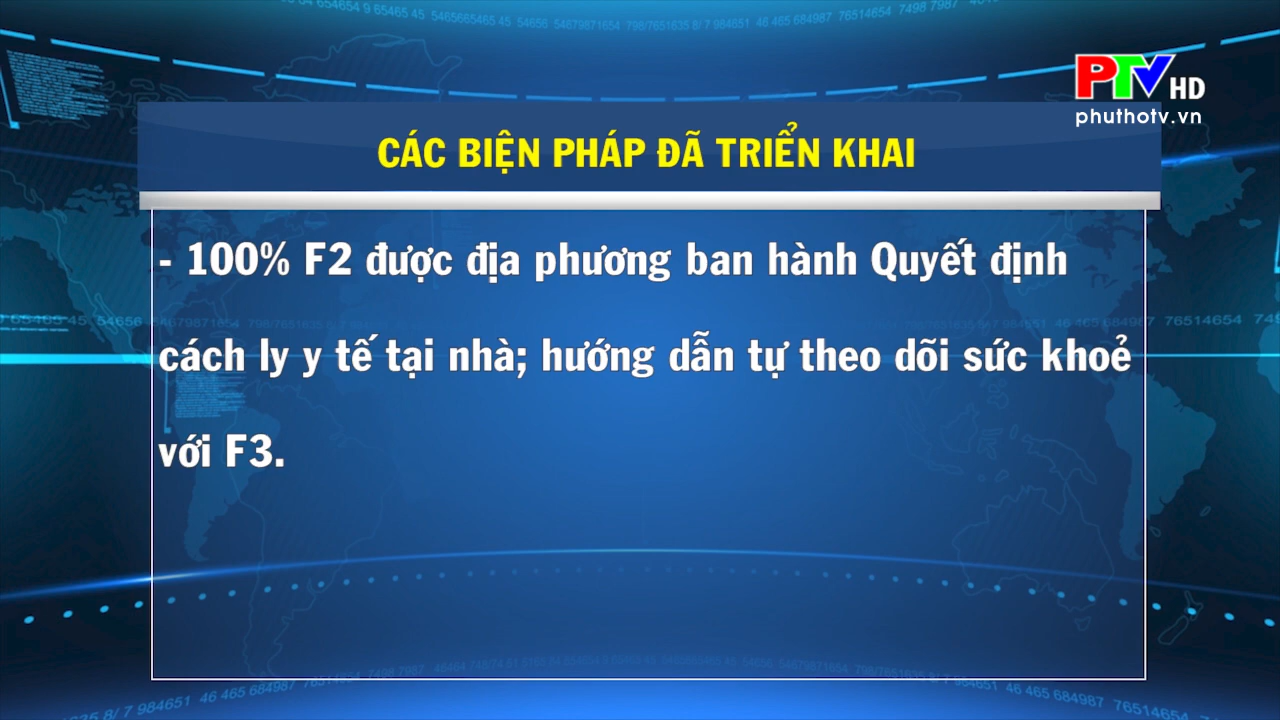 PTV HD
phuthotv.vn
CÁC BIỆN PHÁP ĐÃ TRIỂN KHAI
- 100% F2 được địa phương ban hành Quyết định
cách ly y tế tại nhà; hướng dẫn tự theo dõi sức khoẻ
với F3.